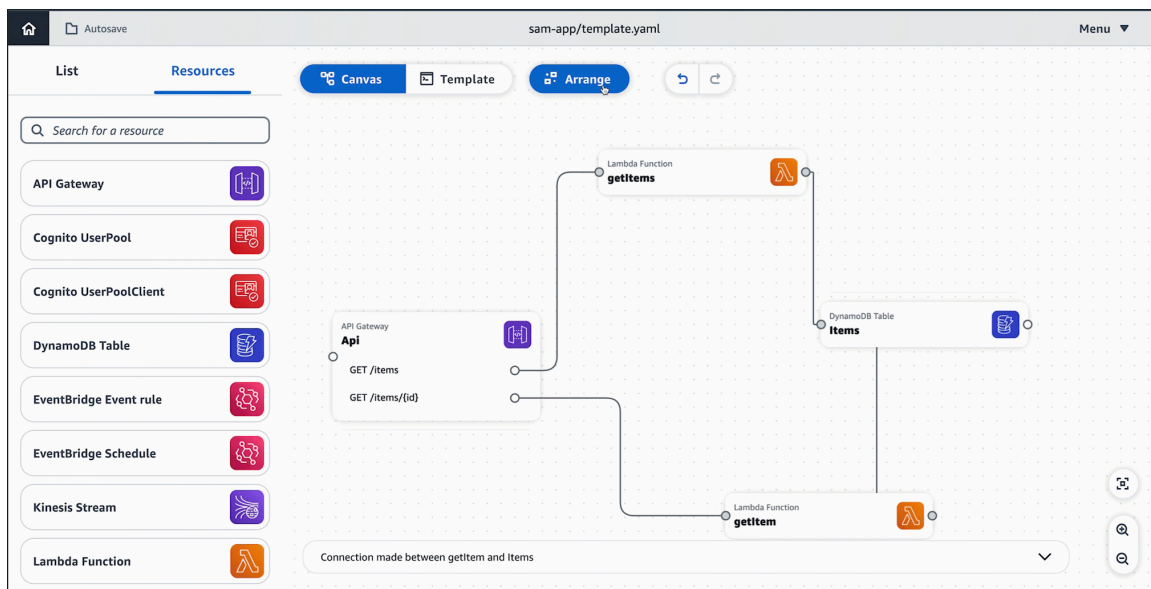 Autosave
sam-app/template.yaml
Menu
List
Resources
Canvas
Template
Arrange
Search for a resource
API Gateway
Cognito UserPool
Cognito UserPoolClient
DynamoDB Table
EventBridge Event rule
EventBridge Schedule
Kinesis Stream
Lambda Function
Lambda Function
getItems
DynamoDB Table
Items
API Gateway
Api
GET /items
GET /items/{id}
Lambda Function
getItem
Connection made between getItem and Items